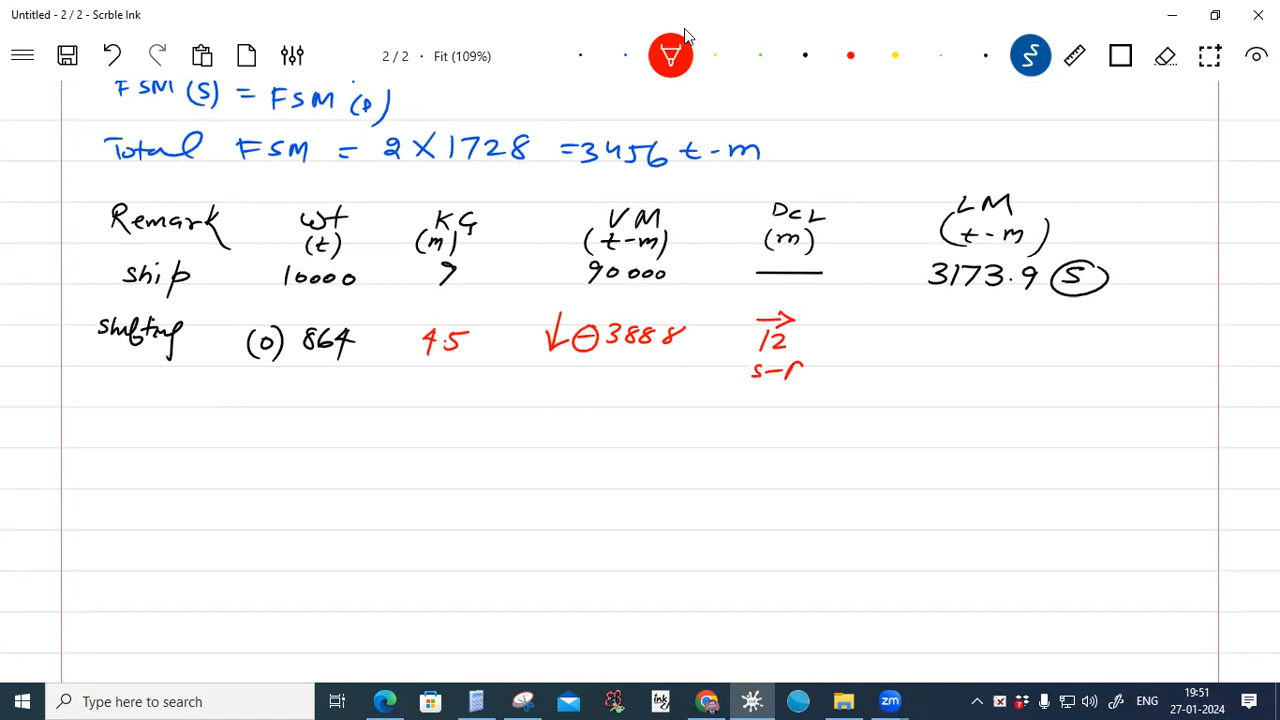 Untitled - 2 / 2 - Scrble Ink
2/2 • Fit (109%)
FSM (S) = FSM (P)
Total FSM = 2 X 1728 = 3456 t-m
Remark Wt KG VM DCL LM
(t) (m) (t-m) (m) (t-m)
ship 10000 9 90000 — 3173.9 (S)
Shifting (0) 864 4.5 ↓ ⊖ 3888 → 12
S-P
Type here to search
ENG
19:51
27-01-2024